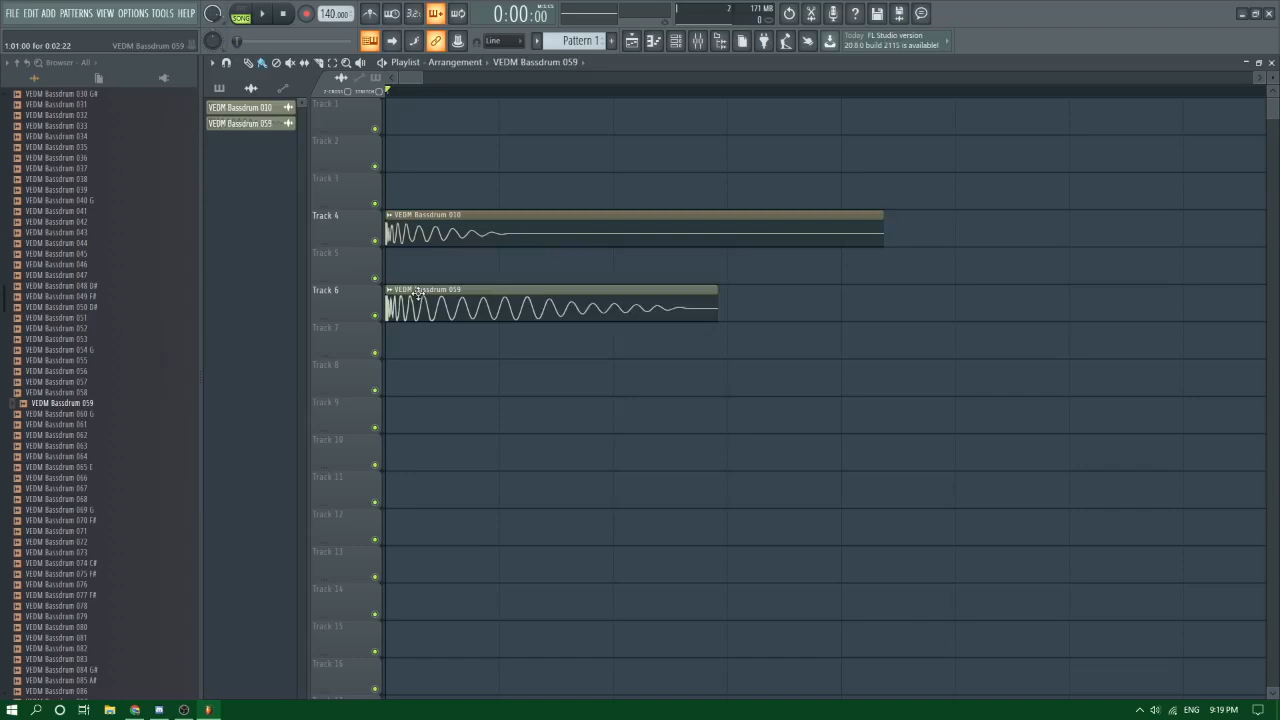 FILE EDIT ADD PATTERNS VIEW OPTIONS TOOLS HELP
SONG
140.000
0:00:00
M:S:CS
2
171 MB
0
1:01:00 for 0:02:22
VEDM Bassdrum 059
Line
Pattern 1
Today FL Studio version
20.8.0 build 2115 is available!
Browser - All
Playlist - Arrangement
VEDM Bassdrum 059
Z-CROSS
STRETCH
VEDM Bassdrum 030 G#
VEDM Bassdrum 031
VEDM Bassdrum 032
VEDM Bassdrum 033
VEDM Bassdrum 034
VEDM Bassdrum 035
VEDM Bassdrum 036
VEDM Bassdrum 037
VEDM Bassdrum 038
VEDM Bassdrum 039
VEDM Bassdrum 040 G
VEDM Bassdrum 041
VEDM Bassdrum 042
VEDM Bassdrum 043
VEDM Bassdrum 044
VEDM Bassdrum 045
VEDM Bassdrum 046
VEDM Bassdrum 047
VEDM Bassdrum 048 D#
VEDM Bassdrum 049 F#
VEDM Bassdrum 050 D#
VEDM Bassdrum 051
VEDM Bassdrum 052
VEDM Bassdrum 053
VEDM Bassdrum 054 G
VEDM Bassdrum 055
VEDM Bassdrum 056
VEDM Bassdrum 057
VEDM Bassdrum 058
VEDM Bassdrum 059
VEDM Bassdrum 060 G
VEDM Bassdrum 061
VEDM Bassdrum 062
VEDM Bassdrum 063
VEDM Bassdrum 064
VEDM Bassdrum 065 E
VEDM Bassdrum 066
VEDM Bassdrum 067
VEDM Bassdrum 068
VEDM Bassdrum 069 G
VEDM Bassdrum 070 F#
VEDM Bassdrum 071
VEDM Bassdrum 072
VEDM Bassdrum 073
VEDM Bassdrum 074 C#
VEDM Bassdrum 075 F#
VEDM Bassdrum 076
VEDM Bassdrum 077 F#
VEDM Bassdrum 078
VEDM Bassdrum 079
VEDM Bassdrum 080
VEDM Bassdrum 081
VEDM Bassdrum 082
VEDM Bassdrum 083
VEDM Bassdrum 084 G#
VEDM Bassdrum 085 A#
VEDM Bassdrum 086
VEDM Bassdrum 010
VEDM Bassdrum 059
Track 1
Track 2
Track 3
Track 4
VEDM Bassdrum 010
Track 5
Track 6
VEDM Bassdrum 059
Track 7
Track 8
Track 9
Track 10
Track 11
Track 12
Track 13
Track 14
Track 15
Track 16
ENG
9:19 PM